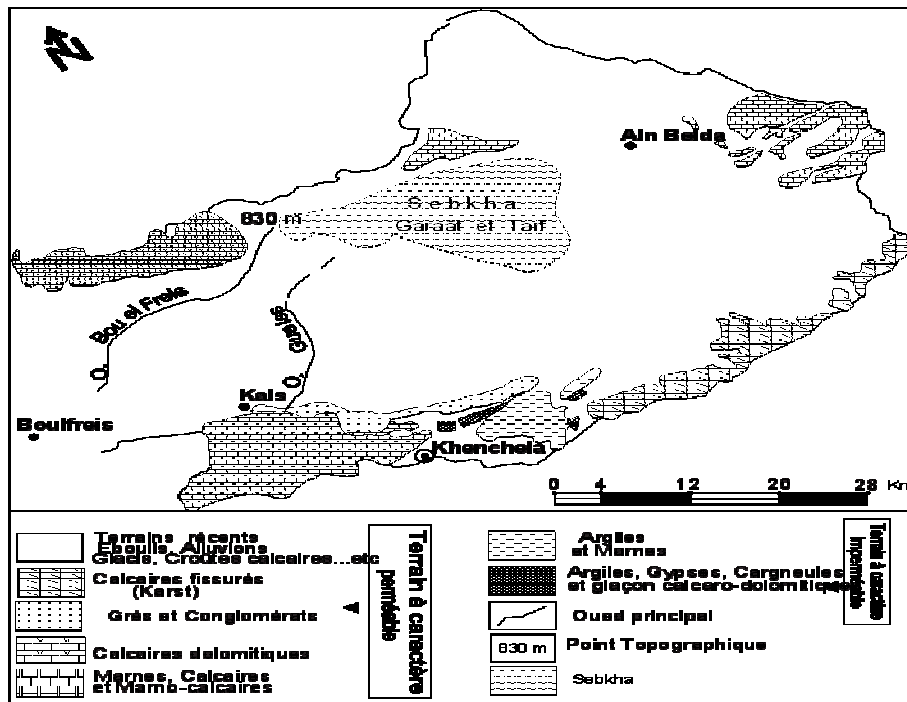 N
Ain Beida
Sebkha
Garaat et Tarf
830 m
Bou el Freis
O.
Gueiss
O.
Kais
Boulfreis
Khenchela
0 4 12 20 28 Km
Terrains récents
Eboulis, Alluvions
Glacis, Croûtes calcaires...etc
Calcaires fissurés
(Karst)
Grès et Conglomérats
Calcaires dolomitiques
Marnes, Calcaires
et Marno-calcaires
Terrain à caractère
perméable
Argiles
et Marnes
Argiles, Gypses, Cargneules
et glaçon calcaro-dolomitique
Oued principal
830 m
Point Topographique
Sebkha
Terrain à caractère
imperméable